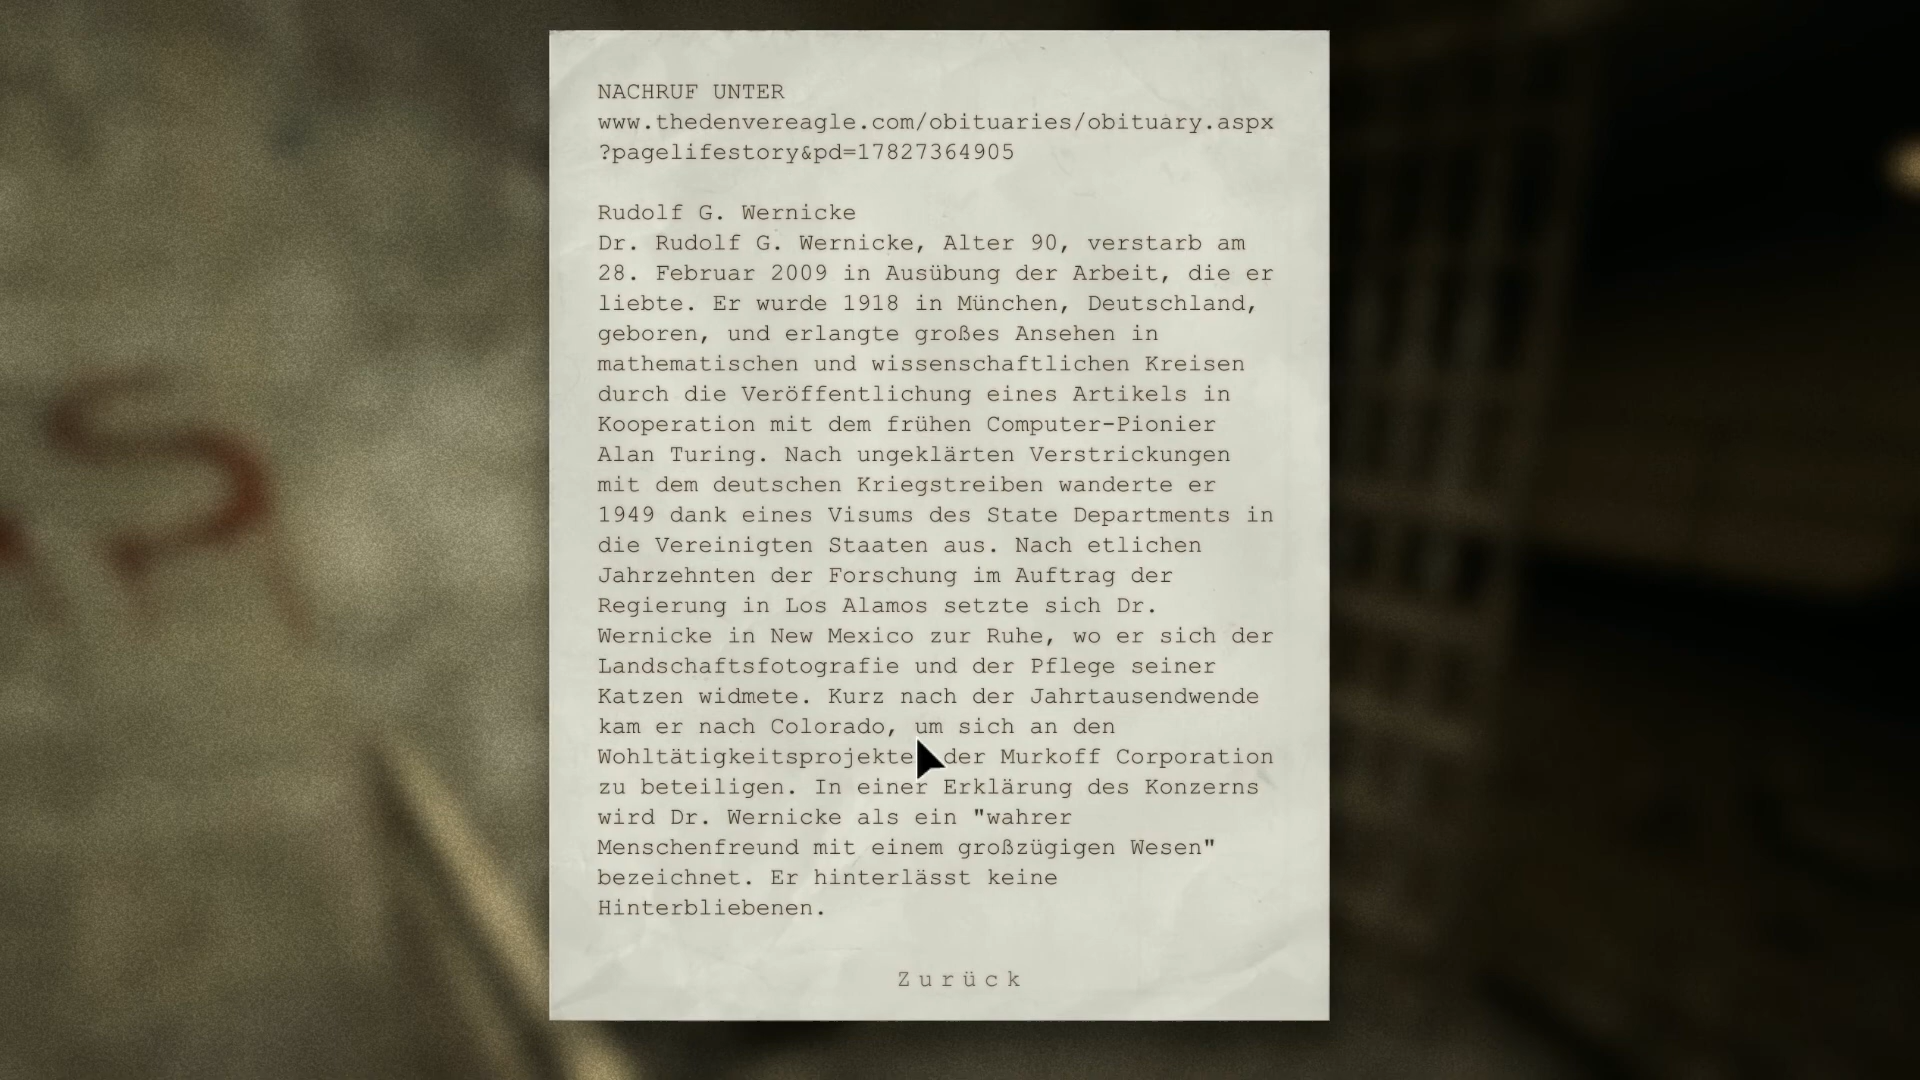 NACHRUF UNTER
www.thedenvereagle.com/obituaries/obituary.aspx
?pagelifestory&pd=17827364905
Rudolf G. Wernicke
Dr. Rudolf G. Wernicke, Alter 90, verstarb am
28. Februar 2009 in Ausübung der Arbeit, die er
liebte. Er wurde 1918 in München, Deutschland,
geboren, und erlangte großes Ansehen in
mathematischen und wissenschaftlichen Kreisen
durch die Veröffentlichung eines Artikels in
Kooperation mit dem frühen Computer-Pionier
Alan Turing. Nach ungeklärten Verstrickungen
mit dem deutschen Kriegstreiben wanderte er
1949 dank eines Visums des State Departments in
die Vereinigten Staaten aus. Nach etlichen
Jahrzehnten der Forschung im Auftrag der
Regierung in Los Alamos setzte sich Dr.
Wernicke in New Mexico zur Ruhe, wo er sich der
Landschaftsfotografie und der Pflege seiner
Katzen widmete. Kurz nach der Jahrtausendwende
kam er nach Colorado, um sich an den
Wohltätigkeitsprojekten der Murkoff Corporation
zu beteiligen. In einer Erklärung des Konzerns
wird Dr. Wernicke als ein "wahrer
Menschenfreund mit einem großzügigen Wesen"
bezeichnet. Er hinterlässt keine
Hinterbliebenen.
Zurück